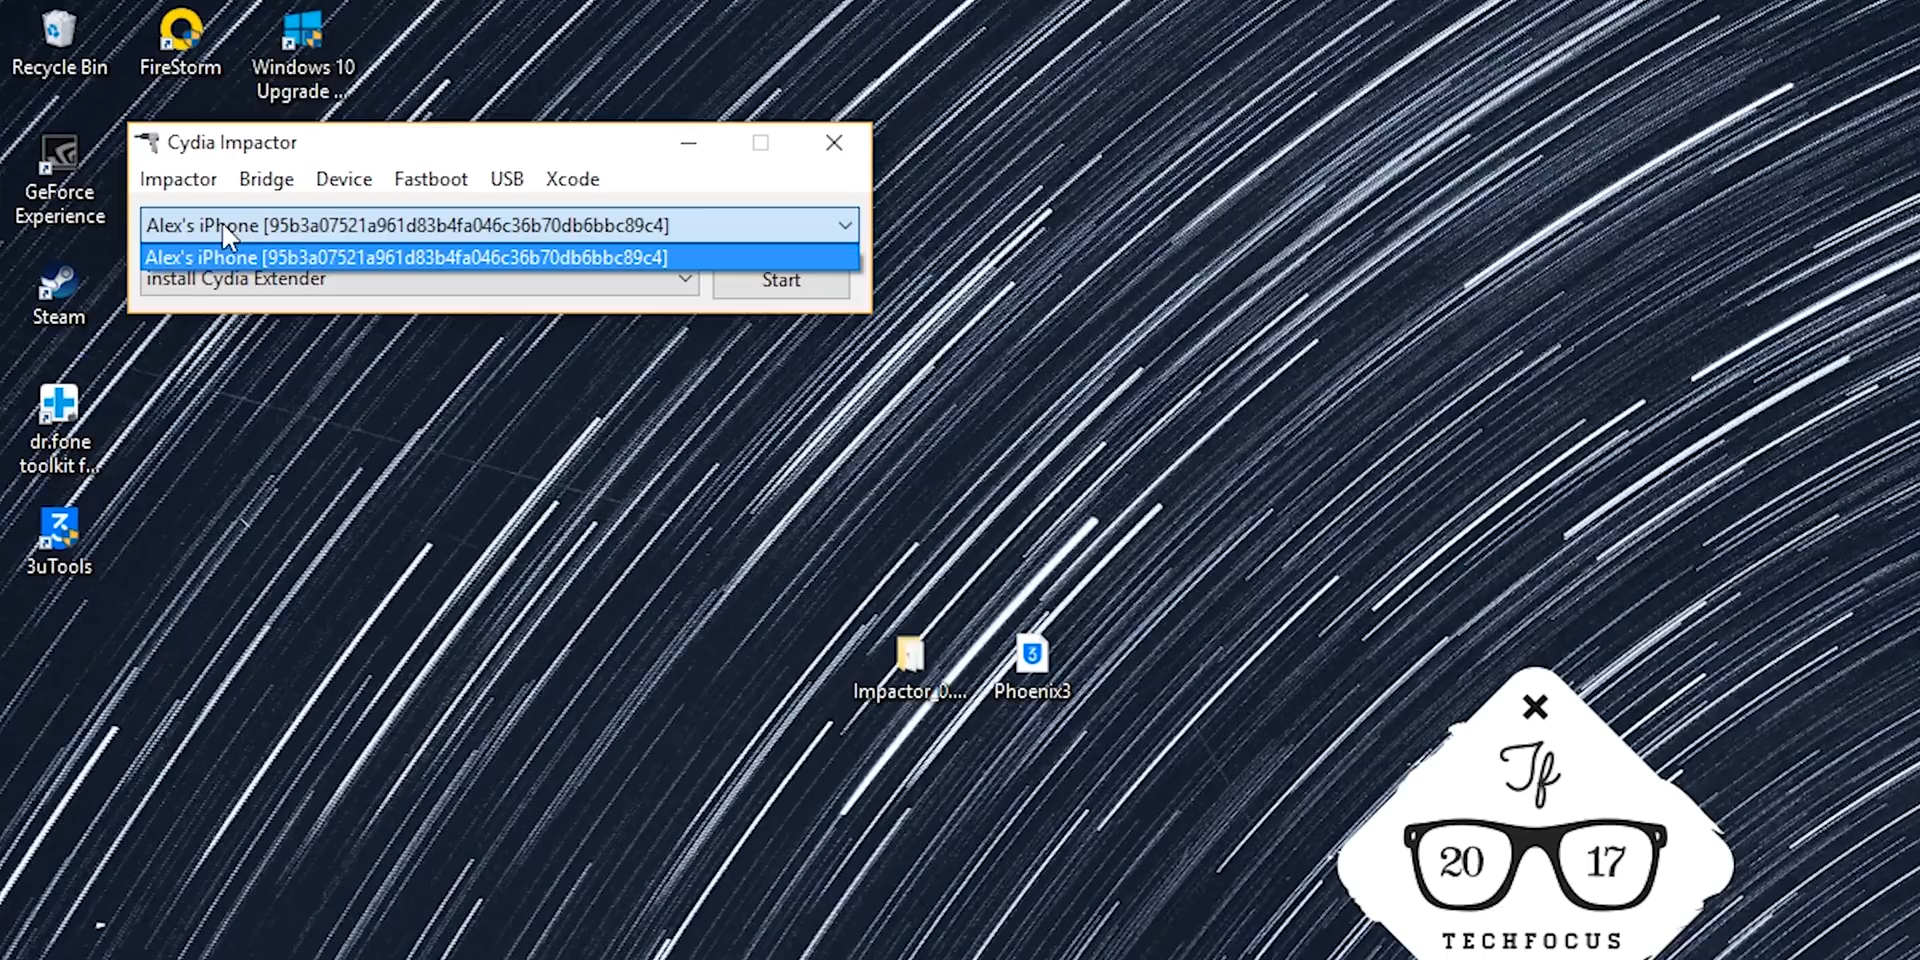 Recycle Bin
FireStorm
Windows 10
Upgrade ...
GeForce
Experience
Steam
dr.fone
toolkit f...
3uTools
Cydia Impactor
Impactor Bridge Device Fastboot USB Xcode
Alex's iPhone [95b3a07521a961d83b4fa046c36b70db6bbc89c4]
Alex's iPhone [95b3a07521a961d83b4fa046c36b70db6bbc89c4]
install Cydia Extender
Start
Impactor_0....
Phoenix3
3
Tf
20 17
TECHFOCUS